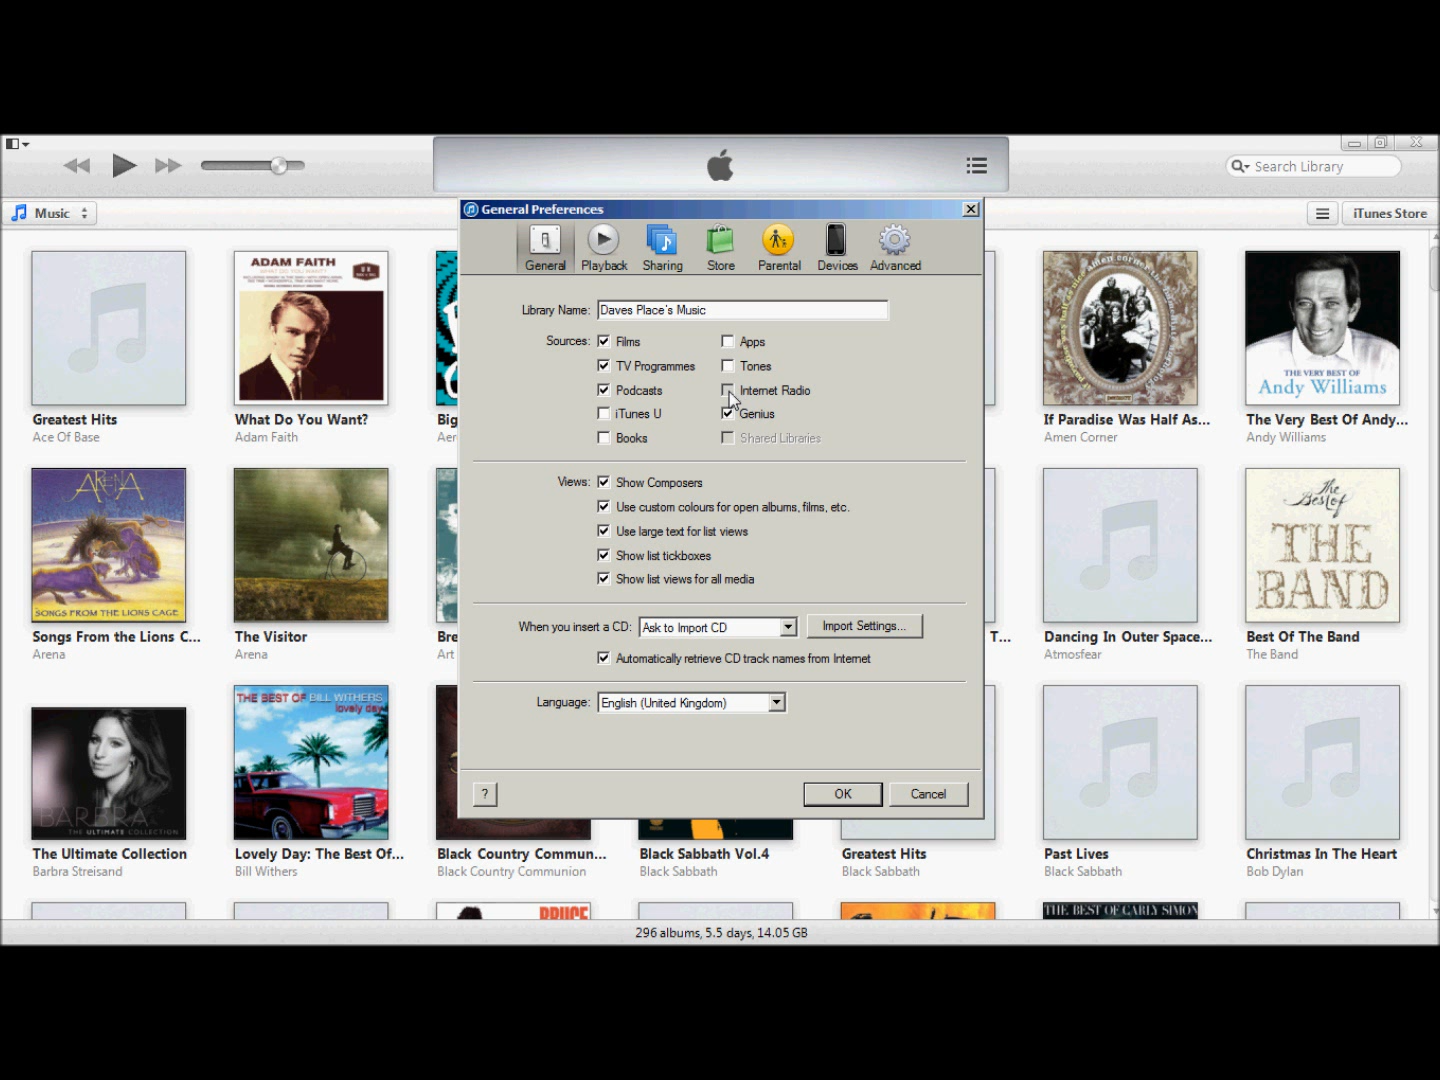 Search Library
Music
iTunes Store
General Preferences
General
Playback
Sharing
Store
Parental
Devices
Advanced
Library Name: Daves Place's Music
Sources: Films
Apps
TV Programmes
Tones
Podcasts
Internet Radio
iTunes U
Genius
Books
Shared Libraries
Views: Show Composers
Use custom colours for open albums, films, etc.
Use large text for list views
Show list tickboxes
Show list views for all media
When you insert a CD: Ask to Import CD
Import Settings...
Automatically retrieve CD track names from Internet
Language: English (United Kingdom)
?
OK
Cancel
ADAM FAITH
WHAT DO YOU WANT?
THE VERY BEST OF
Andy Williams
Greatest Hits
Ace Of Base
What Do You Want?
Adam Faith
Big
Aer
If Paradise Was Half As...
Amen Corner
The Very Best Of Andy...
Andy Williams
ARENA
SONGS FROM THE LIONS CAGE
The
Best of
THE
BAND
Songs From the Lions C...
Arena
The Visitor
Arena
Bre
Art
T...
Dancing In Outer Space...
Atmosfear
Best Of The Band
The Band
BARBRA
THE ULTIMATE COLLECTION
THE BEST OF BILL WITHERS
lovely day
The Ultimate Collection
Barbra Streisand
Lovely Day: The Best Of...
Bill Withers
Black Country Commun...
Black Country Communion
Black Sabbath Vol.4
Black Sabbath
Greatest Hits
Black Sabbath
Past Lives
Black Sabbath
Christmas In The Heart
Bob Dylan
BRUCE
THE BEST OF CARLY SIMON
296 albums, 5.5 days, 14.05 GB